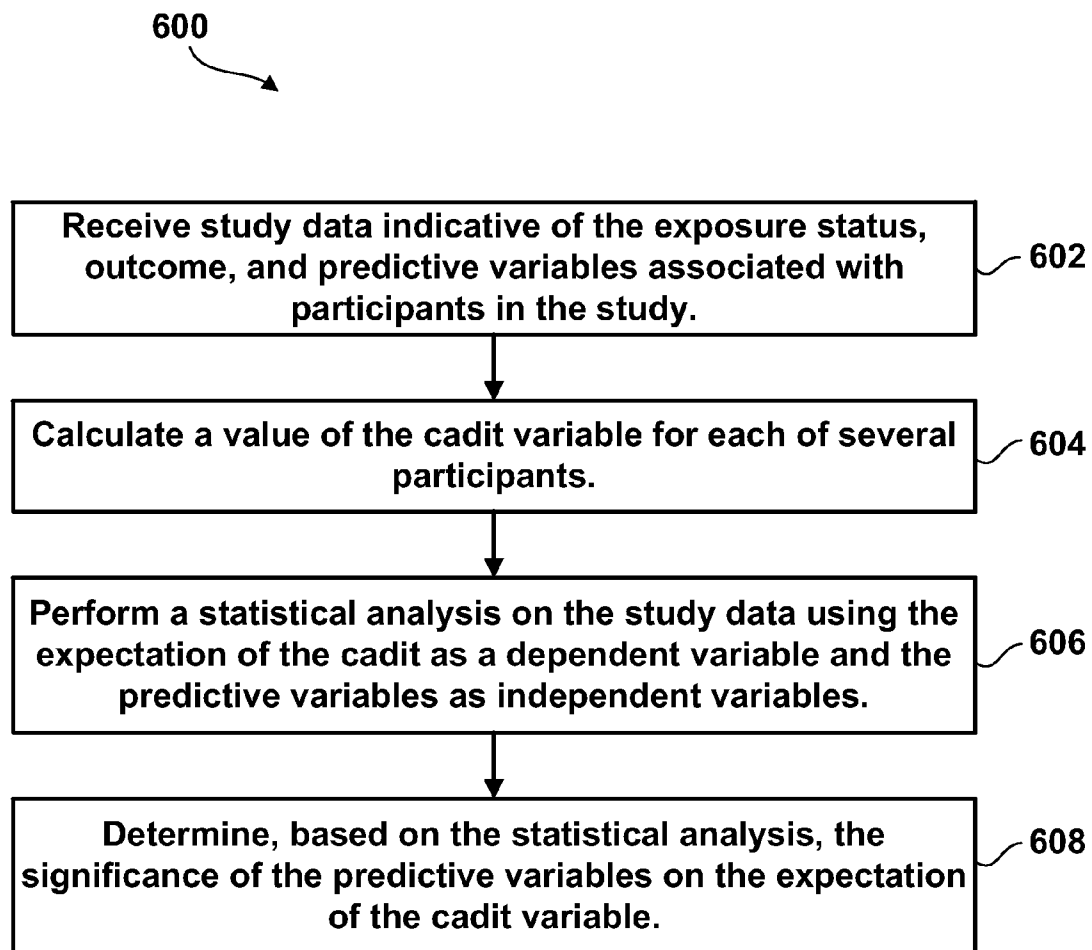 600
Receive study data indicative of the exposure status,
outcome, and predictive variables associated with
participants in the study.
602
Calculate a value of the cadit variable for each of several
participants.
604
Perform a statistical analysis on the study data using the
expectation of the cadit as a dependent variable and the
predictive variables as independent variables.
606
Determine, based on the statistical analysis, the
significance of the predictive variables on the expectation
of the cadit variable.
608